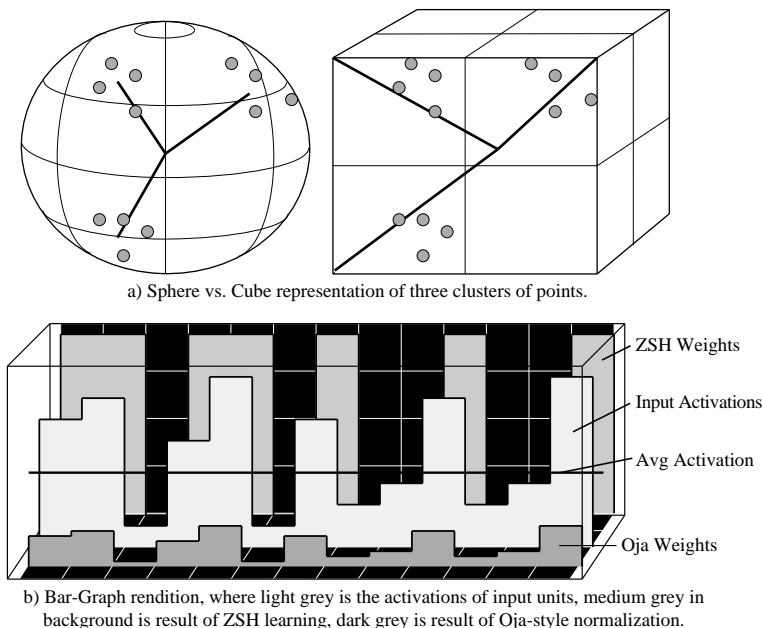 a) Sphere vs. Cube representation of three clusters of points.
ZSH Weights
Input Activations
Avg Activation
Oja Weights
b) Bar-Graph rendition, where light grey is the activations of input units, medium grey in
background is result of ZSH learning, dark grey is result of Oja-style normalization.